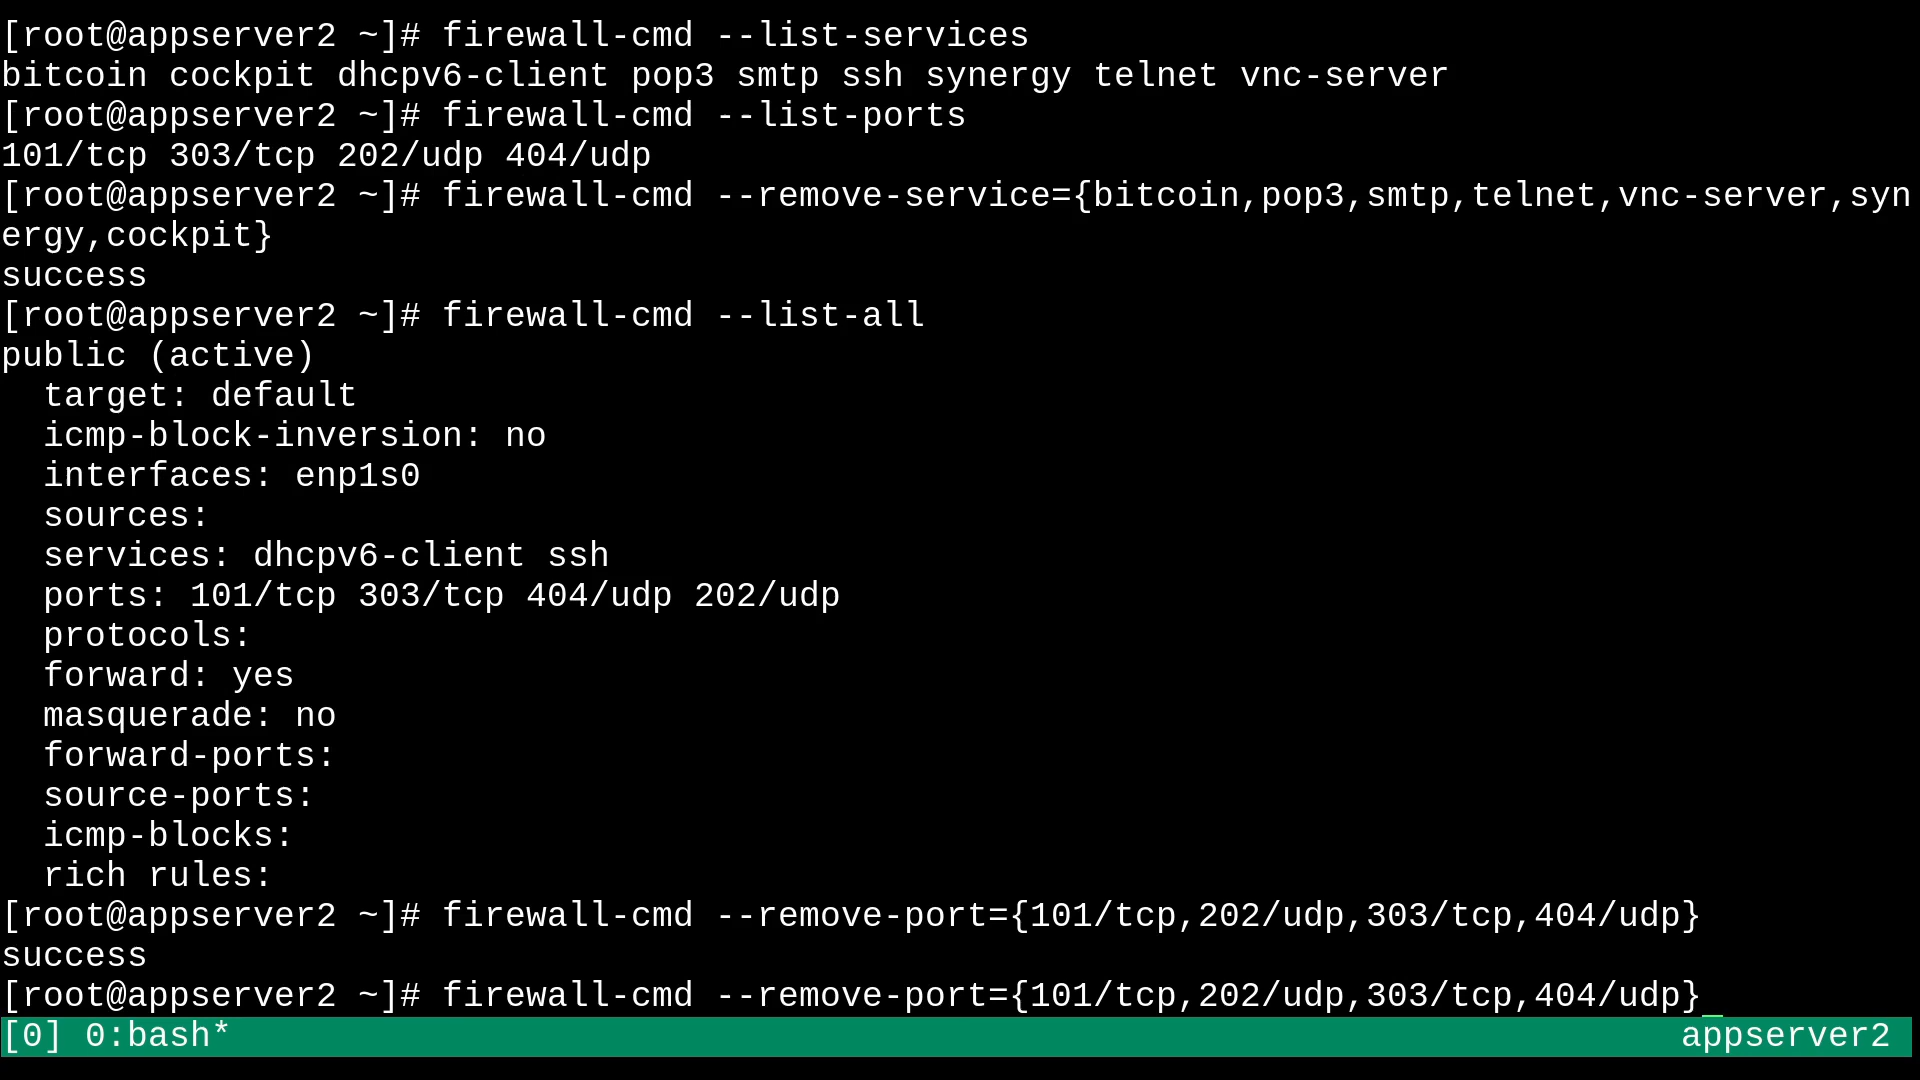 [root@appserver2 ~]# firewall-cmd --list-services
bitcoin cockpit dhcpv6-client pop3 smtp ssh synergy telnet vnc-server
[root@appserver2 ~]# firewall-cmd --list-ports
101/tcp 303/tcp 202/udp 404/udp
[root@appserver2 ~]# firewall-cmd --remove-service={bitcoin,pop3,smtp,telnet,vnc-server,syn
ergy,cockpit}
success
[root@appserver2 ~]# firewall-cmd --list-all
public (active)
  target: default
  icmp-block-inversion: no
  interfaces: enp1s0
  sources:
  services: dhcpv6-client ssh
  ports: 101/tcp 303/tcp 404/udp 202/udp
  protocols:
  forward: yes
  masquerade: no
  forward-ports:
  source-ports:
  icmp-blocks:
  rich rules:
[root@appserver2 ~]# firewall-cmd --remove-port={101/tcp,202/udp,303/tcp,404/udp}
success
[root@appserver2 ~]# firewall-cmd --remove-port={101/tcp,202/udp,303/tcp,404/udp}
[0] 0:bash* appserver2